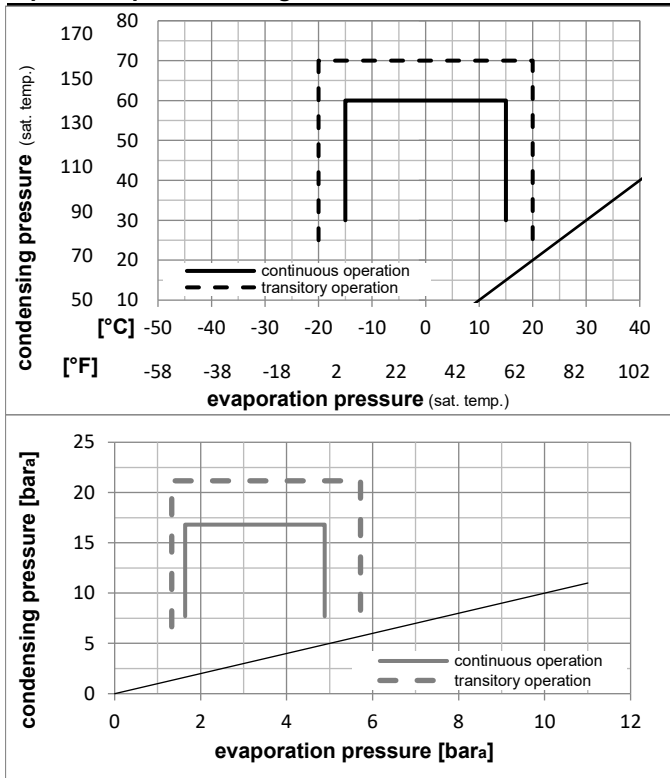 170 80
150 70
130 60
50
110 40
90 30
70 20
50 10
condensing pressure (sat. temp.)
continuous operation
transitory operation
[°C] -50 -40 -30 -20 -10 0 10 20 30 40
[°F] -58 -38 -18 2 22 42 62 82 102
evaporation pressure (sat. temp.)
25
20
15
10
5
0
condensing pressure [bara]
continuous operation
transitory operation
0 2 4 6 8 10 12
evaporation pressure [bara]